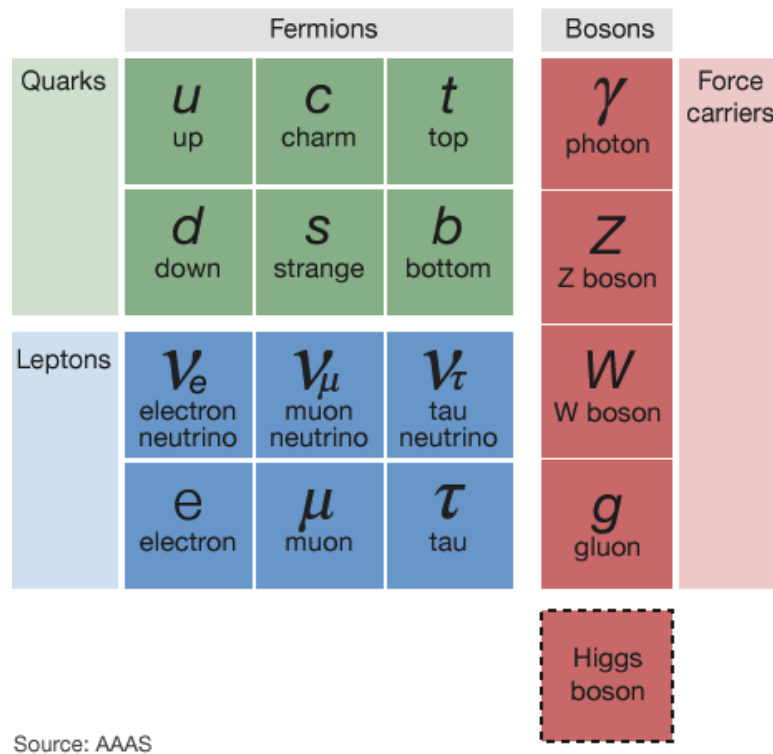 Fermions
Bosons
Quarks
u
up
c
charm
t
top
γ
photon
Force
carriers
d
down
s
strange
b
bottom
Z
Z boson
Leptons
νe
electron
neutrino
νμ
muon
neutrino
ντ
tau
neutrino
W
W boson
e
electron
μ
muon
τ
tau
g
gluon
Higgs
boson
Source: AAAS